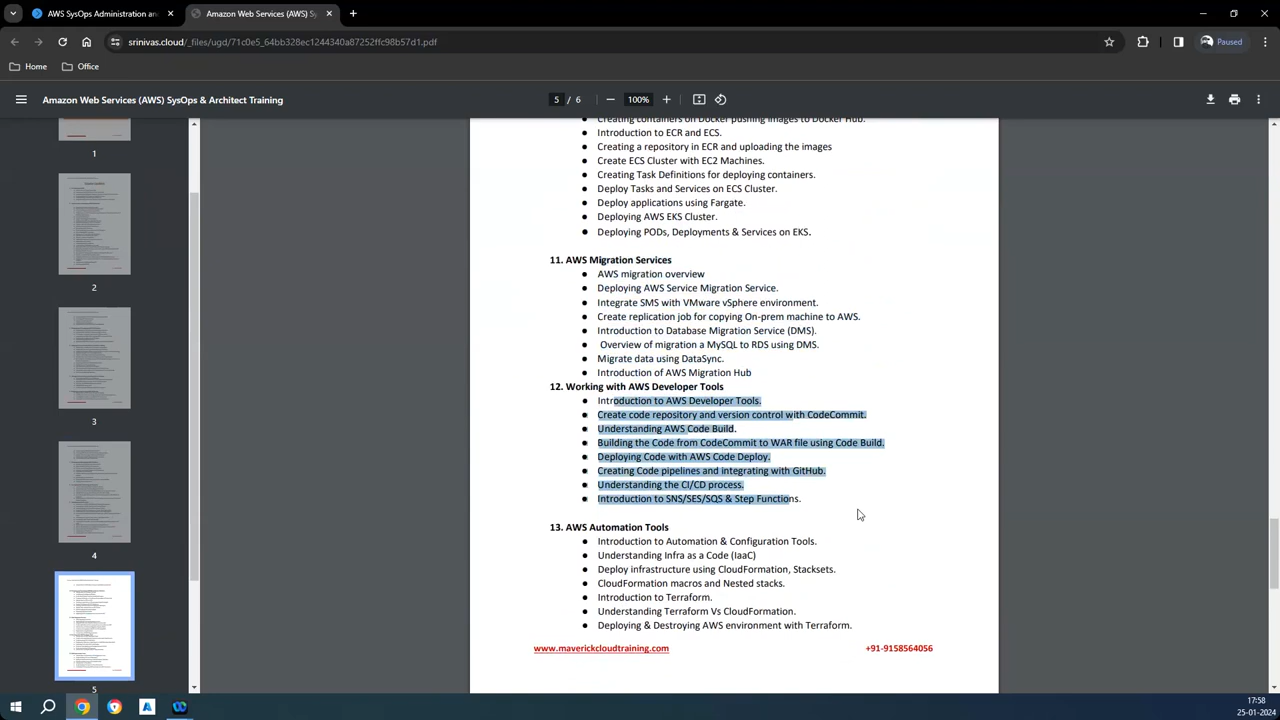 AWS SysOps Administration an
Amazon Web Services (AWS) Sy
srinivas.cloud/_files/ugd/71c0e5_64bb328ec1244340a87252ffc98b57d1.pdf
Paused
Home
Office
Amazon Web Services (AWS) SysOps & Architect Training
5 / 6
100%
1
2
3
4
5
Creating containers on Docker pushing images to Docker Hub.
● Introduction to ECR and ECS.
● Creating a repository in ECR and uploading the images
● Create ECS Cluster with EC2 Machines.
● Creating Task Definitions for deploying containers.
● Deploy Tasks and Services on ECS Cluster.
● Deploy applications using Fargate.
● Deploying AWS EKS Cluster.
● Deploying PODs, Deployments & Services on EKS.
11. AWS Migration Services
● AWS migration overview
● Deploying AWS Service Migration Service.
● Integrate SMS with VMware vSphere environment.
● Create replication job for copying On-prem machine to AWS.
● Introduction to Database Migration Service (DMS).
● Overview of migration a MySQL to RDS using DMS.
● Migrate data using DataSync.
● Introduction of AWS Migration Hub
12. Working with AWS Developer Tools
● Introduction to AWS Developer Tools.
● Create code repository and version control with CodeCommit.
● Understanding AWS Code Build.
● Building the Code from CodeCommit to WAR file using Code Build.
● Deploying Code with AWS Code Deploy.
● Creating Code pipelines and integrating with GitHub.
● Understanding the CI/CD process.
● Introduction to SNS/SES/SQS & Step Functions.
13. AWS Automation Tools
● Introduction to Automation & Configuration Tools.
● Understanding Infra as a Code (IaaC)
● Deploy infrastructure using CloudFormation, Stacksets.
● CloudFormation macros and Nested stacks.
● Introduction to Terraform.
● Understanding Terraform Vs CloudFormation.
● Deploying & Destroying AWS environment with Terraform.
www.maverickcloudtraining.com
+91-9158564056
17:58
25-01-2024